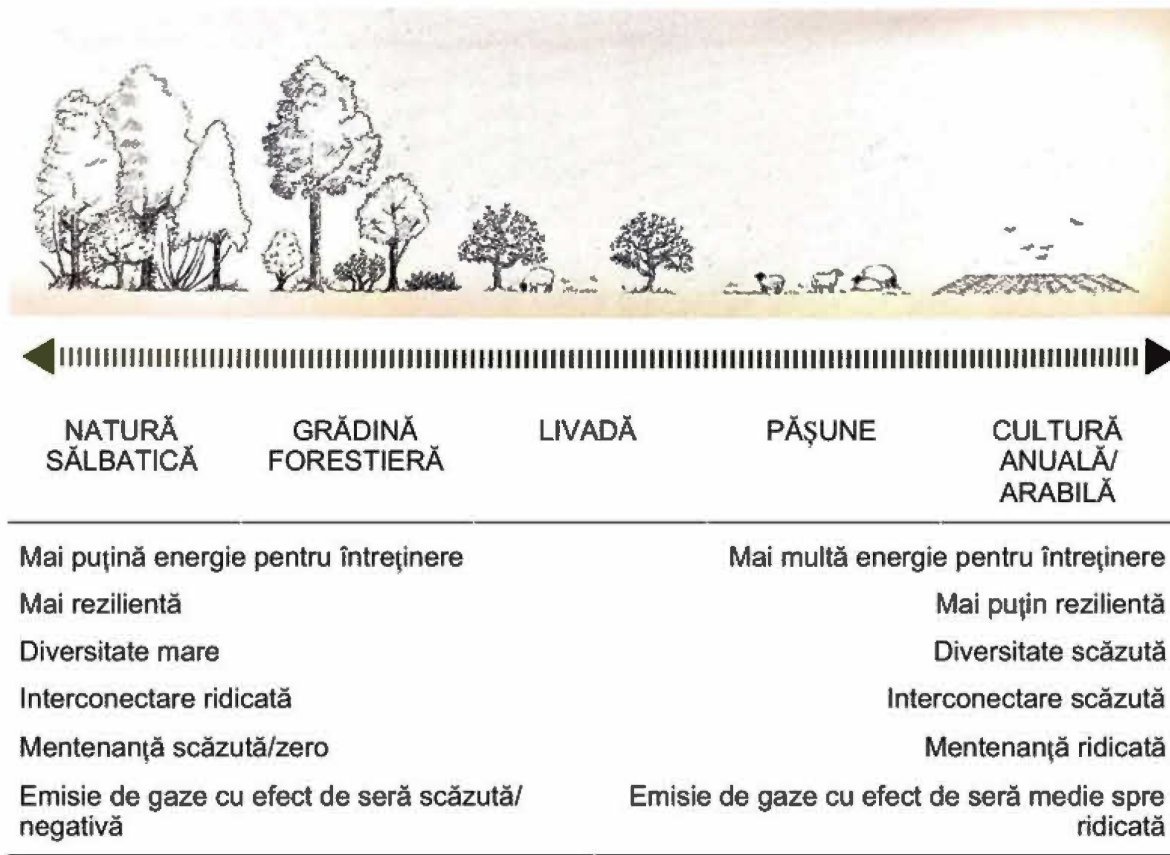 NATURĂ SĂLBATICĂ
GRĂDINĂ FORESTIERĂ
LIVADĂ
PĂȘUNE
CULTURĂ ANUALĂ/ ARABILĂ
Mai puţină energie pentru întreţinere
Mai multă energie pentru întreţinere
Mai rezilientă
Mai puţin rezilientă
Diversitate mare
Diversitate scăzută
Interconectare ridicată
Interconectare scăzută
Mentenanţă scăzută/zero
Mentenanţă ridicată
Emisie de gaze cu efect de seră scăzută/
negativă
Emisie de gaze cu efect de seră medie spre
ridicată